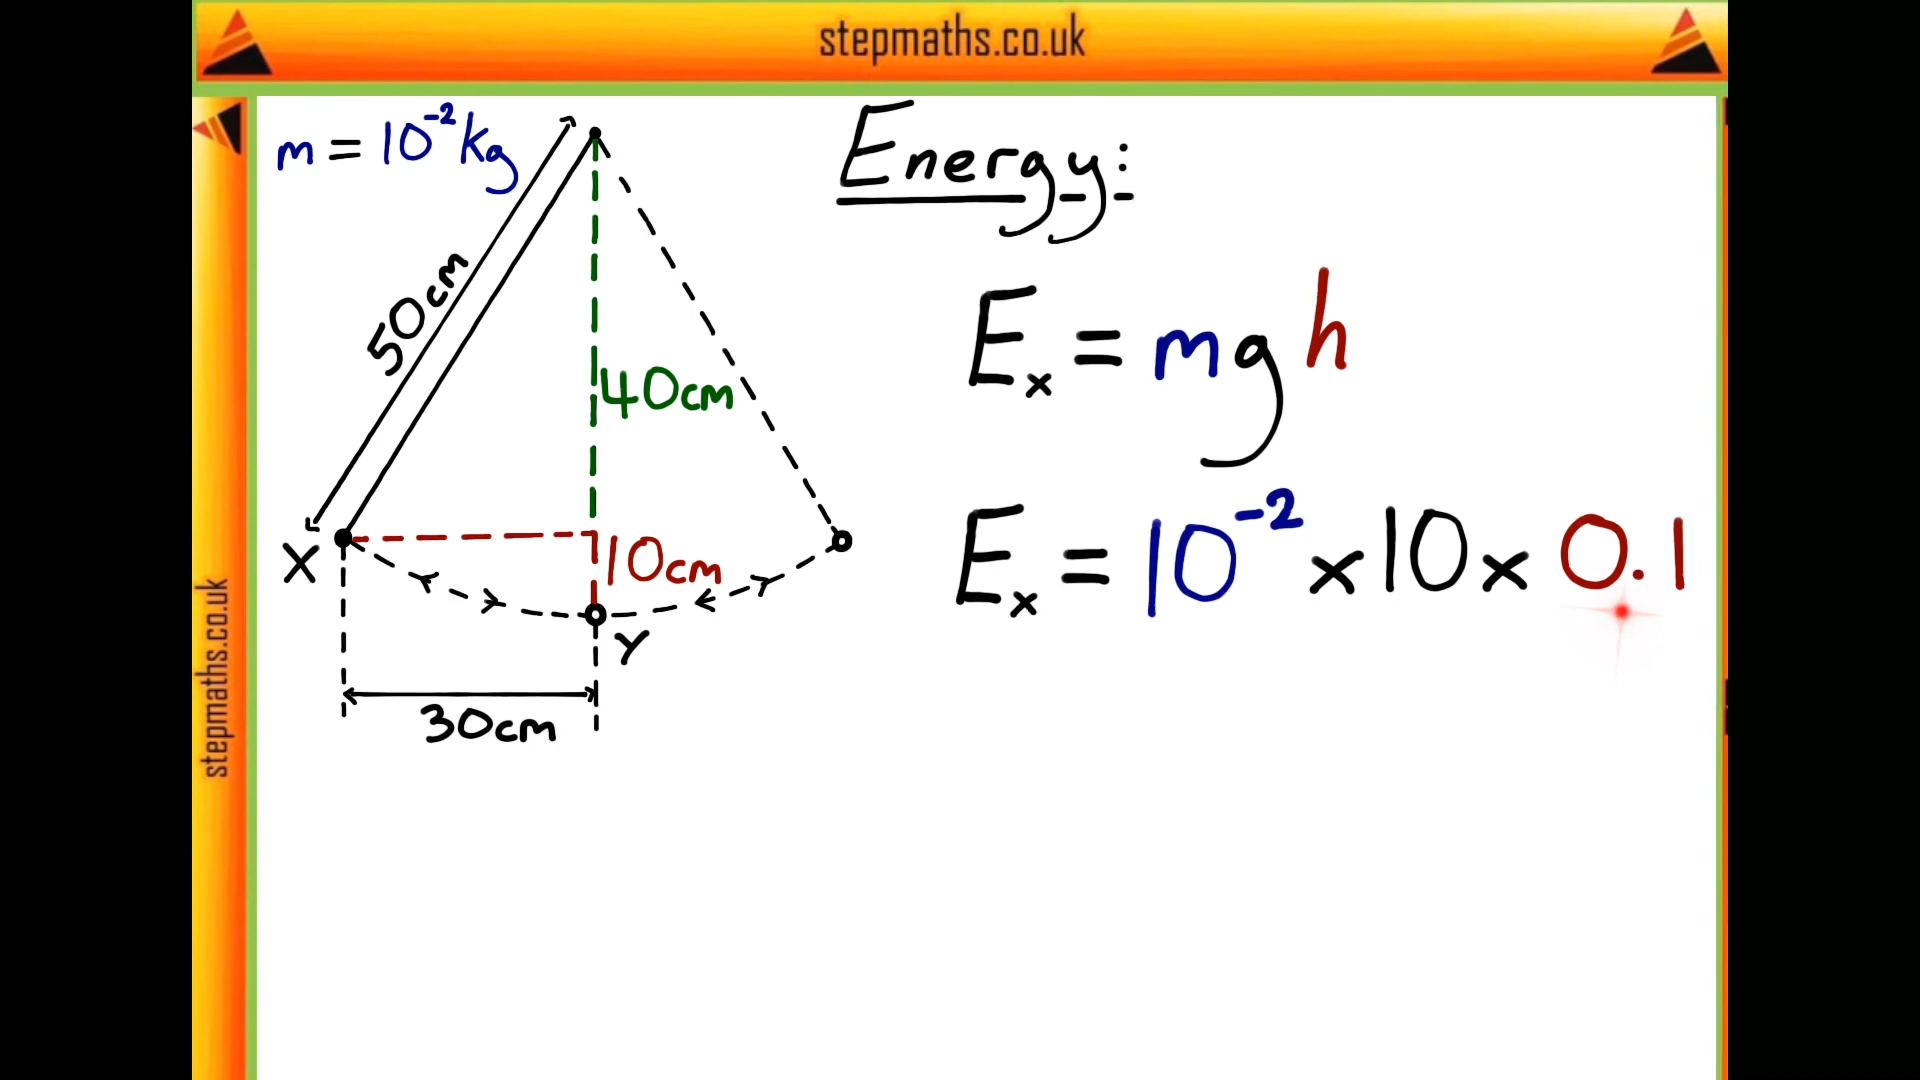 stepmaths.co.uk
m = 10⁻² kg
Energy:
50cm
Eₓ = mgh
40cm
Eₓ = 10⁻² × 10 × 0.1
X
10cm
Y
30cm
stepmaths.co.uk